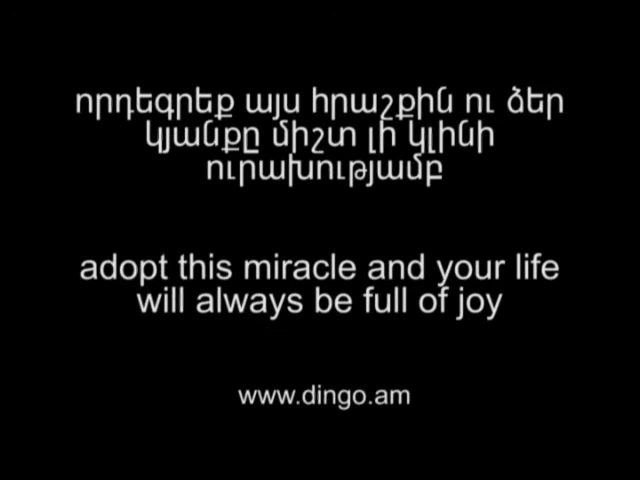 որդեգրեք այս հրաշքին ու ձեր
կյանքը միշտ լի կլինի
ուրախությամբ
adopt this miracle and your life
will always be full of joy
www.dingo.am